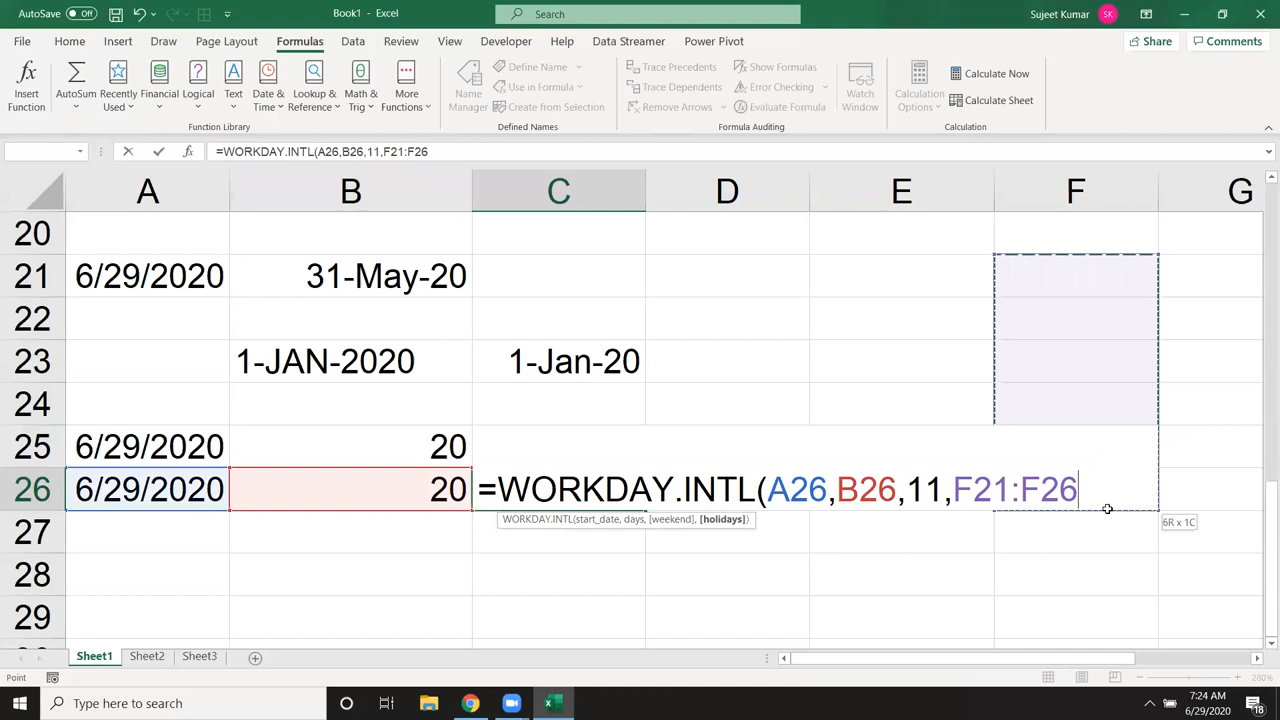 AutoSave Off Book1 - Excel Search Sujeet Kumar SK
File Home Insert Draw Page Layout Formulas Data Review View Developer Help Data Streamer Power Pivot Share Comments
Insert Function
AutoSum
Recently Used
Financial
Logical
Text
Date & Time
Lookup & Reference
Math & Trig
More Functions
Function Library
Name Manager
Define Name
Use in Formula
Create from Selection
Defined Names
Trace Precedents
Trace Dependents
Remove Arrows
Show Formulas
Error Checking
Evaluate Formula
Formula Auditing
Watch Window
Calculation Options
Calculate Now
Calculate Sheet
Calculation
fx =WORKDAY.INTL(A26,B26,11,F21:F26
A B C D E F G
20
21 6/29/2020 31-May-20
22
23 1-JAN-2020 1-Jan-20
24
25 6/29/2020 20
26 6/29/2020 20 =WORKDAY.INTL(A26,B26,11,F21:F26
WORKDAY.INTL(start_date, days, [weekend], [holidays])
6R x 1C
27
28
29
Sheet1 Sheet2 Sheet3
Point 280%
Type here to search
7:24 AM
6/29/2020
18